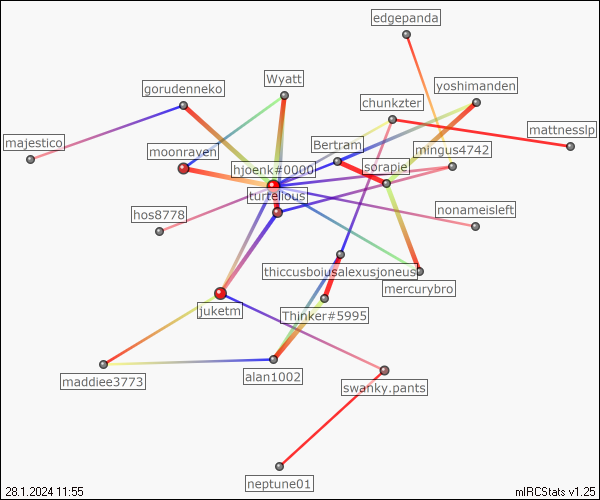 edgepanda
Wyatt
gorudenneko
yoshimanden
chunkzter
mattnesslp
majestico
moonraven
Bertram
mingus4742
hjoenk#0000
sorapie
turtelious
hos8778
nonameisleft
thiccusboiusalexusjoneus
mercurybro
juketm
Thinker#5995
maddiee3773
alan1002
swanky.pants
neptune01
28.1.2024 11:55
mIRCStats v1.25